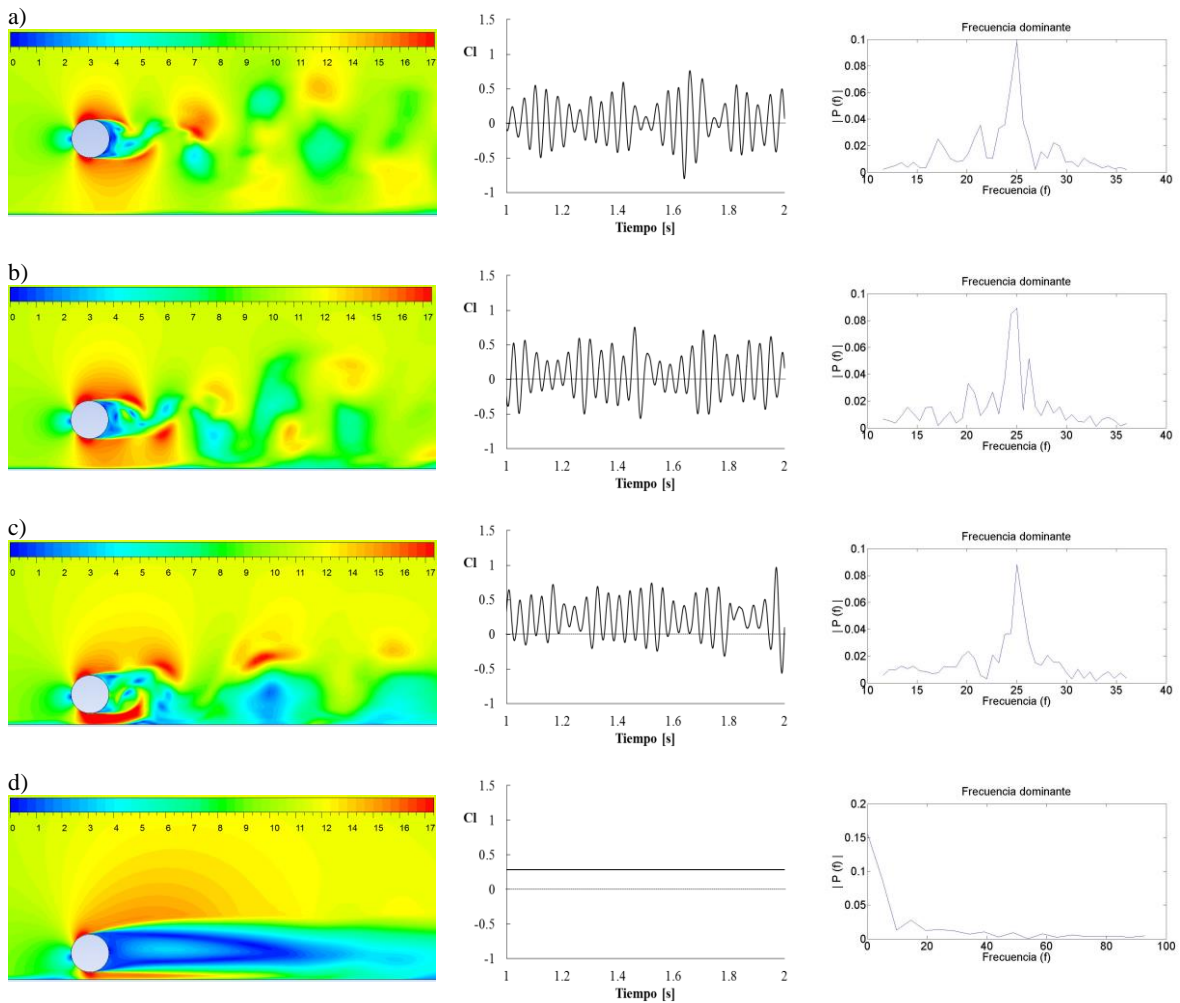 a)
0 1 2 3 4 5 6 7 8 9 10 11 12 13 14 15 16 17
Cl
1.5
1
0.5
0
-0.5
-1
1 1.2 1.4 1.6 1.8 2
Tiempo [s]
Frecuencia dominante
| P (f) |
0.1
0.08
0.06
0.04
0.02
0
10 15 20 25 30 35 40
Frecuencia (f)
b)
0 1 2 3 4 5 6 7 8 9 10 11 12 13 14 15 16 17
Cl
1.5
1
0.5
0
-0.5
-1
1 1.2 1.4 1.6 1.8 2
Tiempo [s]
Frecuencia dominante
| P (f) |
0.1
0.08
0.06
0.04
0.02
0
10 15 20 25 30 35 40
Frecuencia (f)
c)
0 1 2 3 4 5 6 7 8 9 10 11 12 13 14 15 16 17
Cl
1.5
1
0.5
0
-0.5
-1
1 1.2 1.4 1.6 1.8 2
Tiempo [s]
Frecuencia dominante
| P (f) |
0.1
0.08
0.06
0.04
0.02
0
10 15 20 25 30 35 40
Frecuencia (f)
d)
0 1 2 3 4 5 6 7 8 9 10 11 12 13 14 15 16 17
Cl
1.5
1
0.5
0
-0.5
-1
1 1.2 1.4 1.6 1.8 2
Tiempo [s]
Frecuencia dominante
| P (f) |
0.2
0.15
0.1
0.05
0
0 20 40 60 80 100
Frecuencia (f)